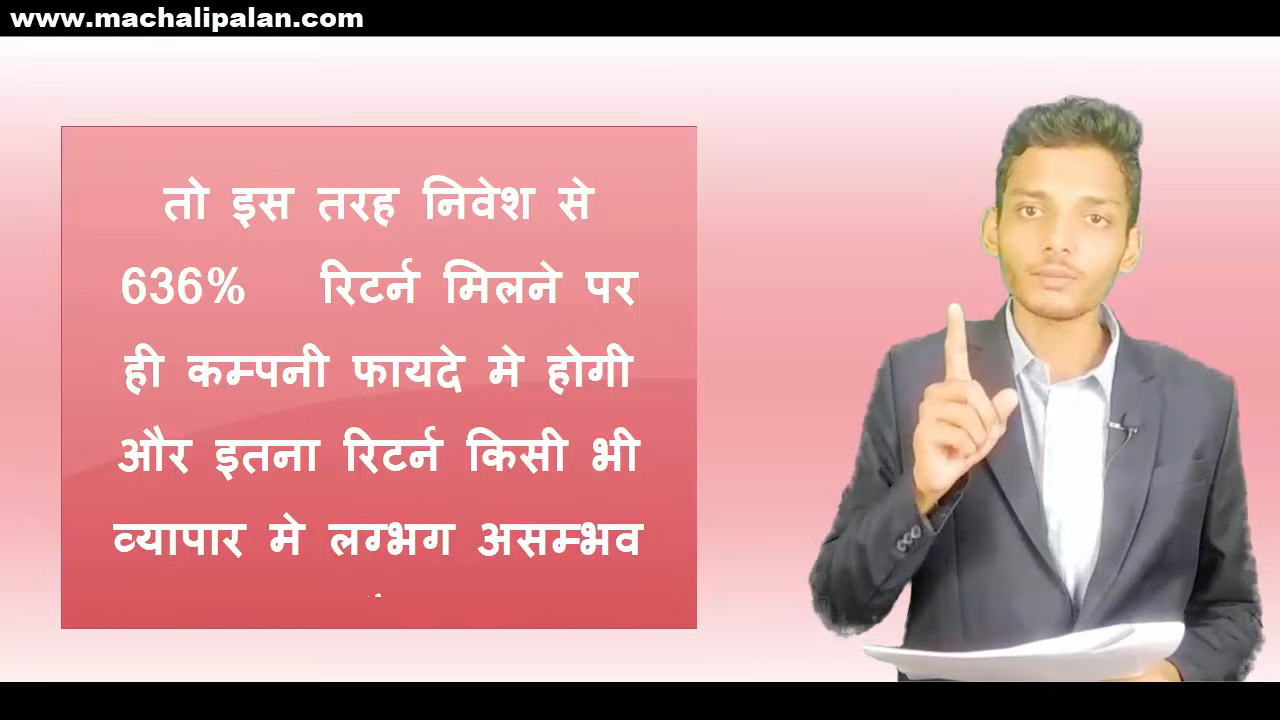 www.machalipalan.com
तो इस तरह निवेश से
636% रिटर्न मिलने पर
ही कम्पनी फायदे मे होगी
और इतना रिटर्न किसी भी
व्यापार मे लग्भग असम्भव